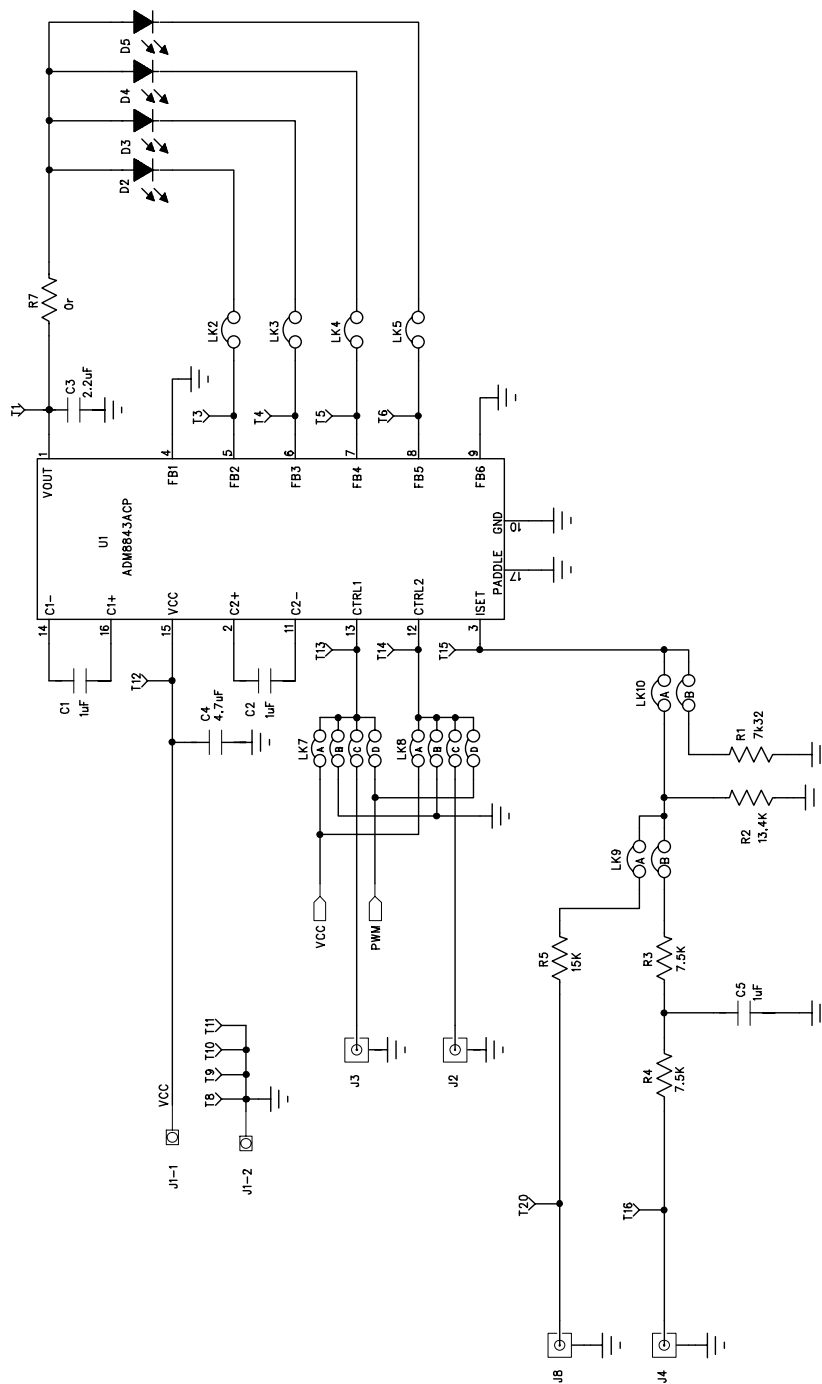 D5
D4
D3
D2
R7
0r
T1
C3
2.2uF
LK2
LK3
LK4
LK5
T3
T4
T5
T6
1
4
5
6
7
8
9
VOUT
FB1
FB2
FB3
FB4
FB5
FB6
U1
ADM8843ACP
GND
10
PADDLE
17
C1-
C1+
VCC
C2+
C2-
CTRL1
CTRL2
ISET
14
16
15
2
11
13
12
3
C1
1uF
T12
C4
4.7uF
C2
1uF
T13
T14
T15
LK7
A
B
C
D
LK8
A
B
C
D
LK10
A
B
R1
7k32
R2
13.4K
LK9
A
B
VCC
PWM
R5
15K
R3
7.5K
C5
1uF
R4
7.5K
T11
T10
T9
T8
VCC
J1-1
J1-2
J3
J2
T20
T16
J8
J4